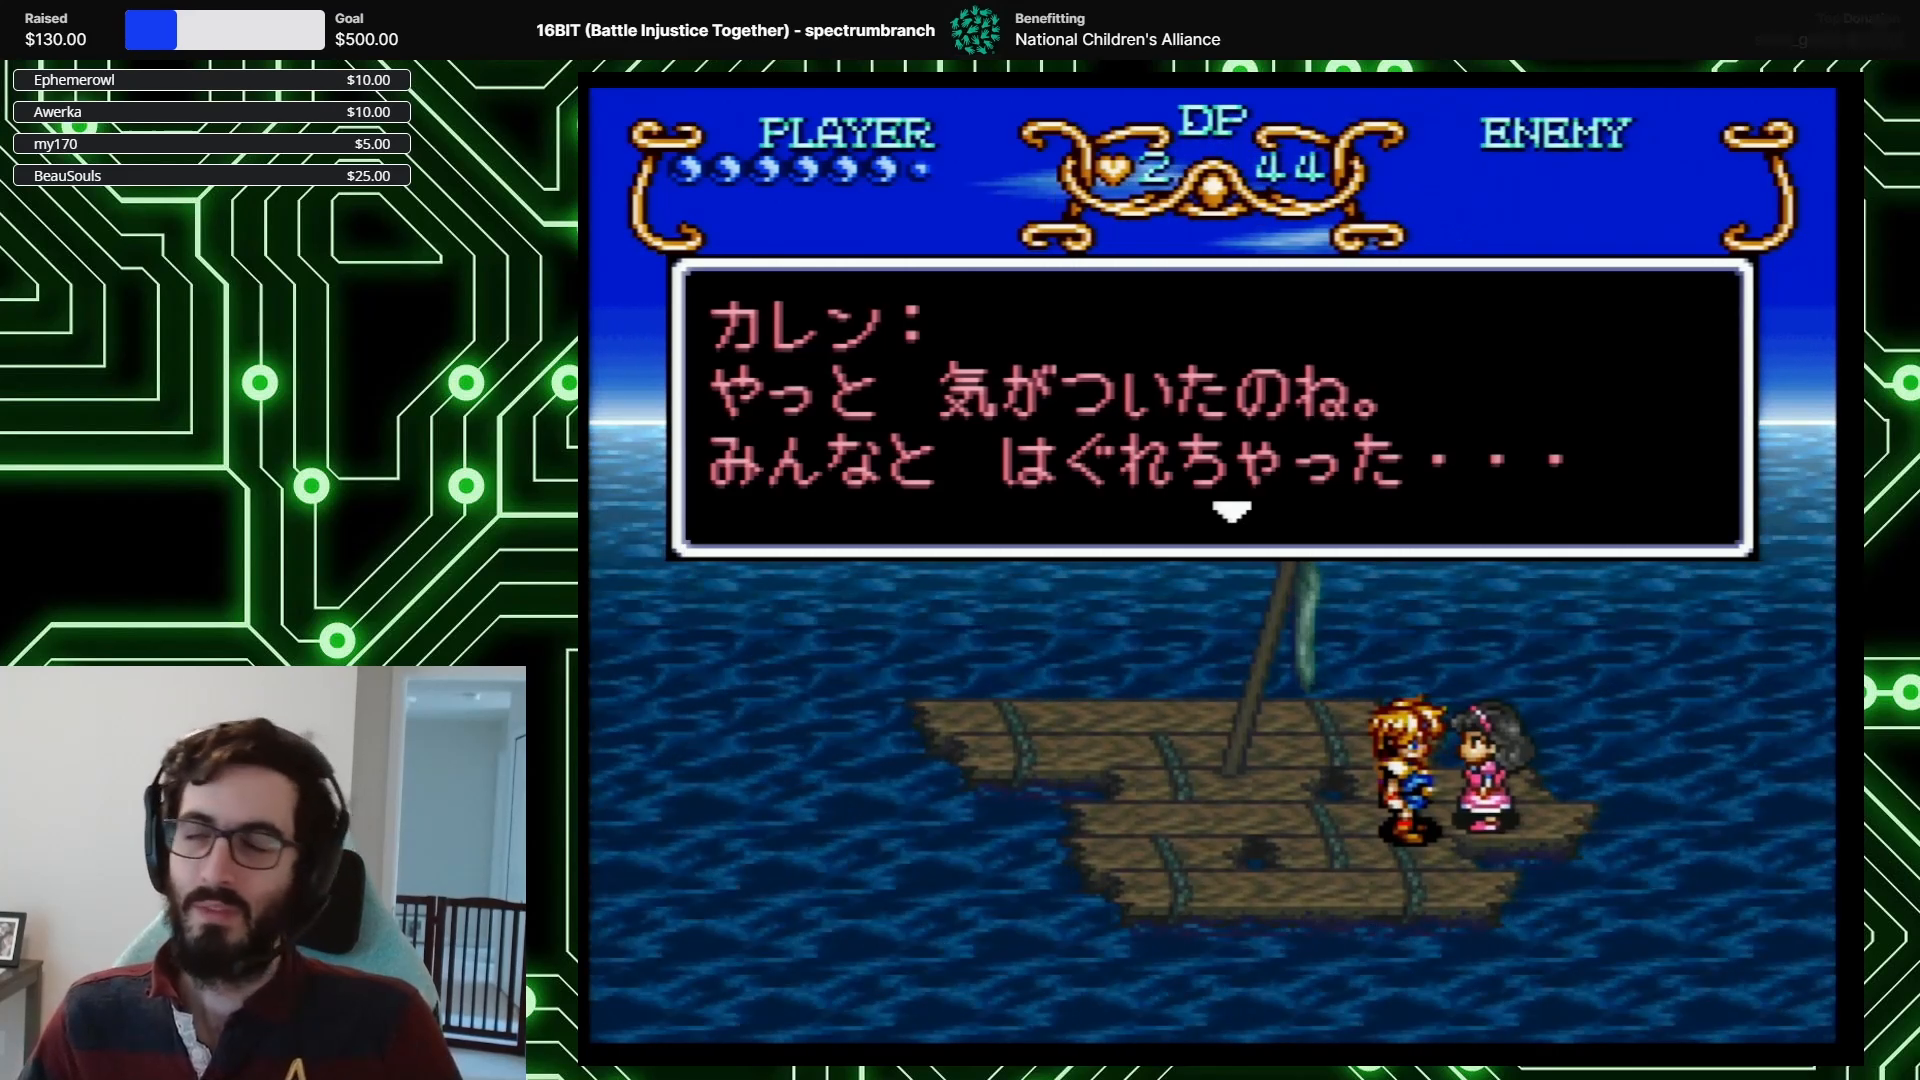 Raised
$130.00
Goal
$500.00
16BIT (Battle Injustice Together) - spectrumbranch
Benefitting
National Children's Alliance
Ephemerowl $10.00
Awerka $10.00
my170 $5.00
BeauSouls $25.00
PLAYER
DP
ENEMY
2 44
カレン：
やっと 気がついたのね。
みんなと はぐれちゃった・・・